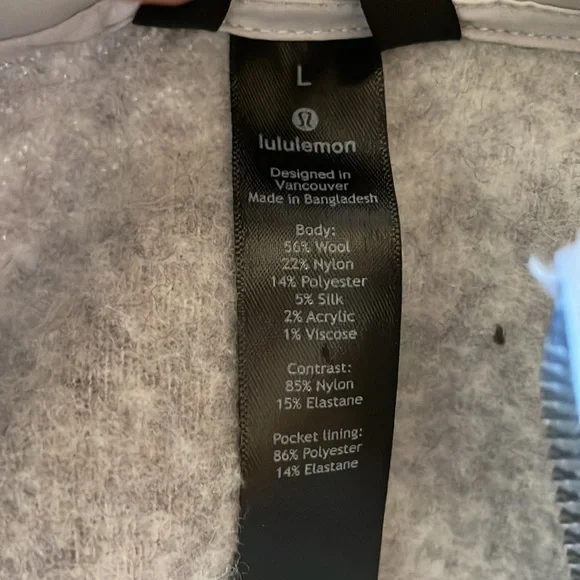 L
lululemon
Designed in
Vancouver
Made in Bangladesh
Body:
56% Wool
22% Nylon
14% Polyester
5% Silk
2% Acrylic
1% Viscose
Contrast:
85% Nylon
15% Elastane
Pocket lining:
86% Polyester
14% Elastane